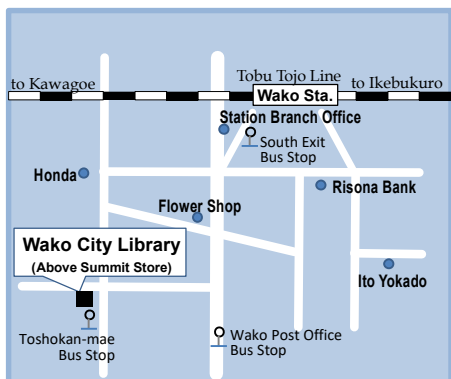 Tobu Tojo Line
to Kawagoe
to Ikebukuro
Wako Sta.
Station Branch Office
South Exit
Bus Stop
Honda
Risona Bank
Flower Shop
Wako City Library
(Above Summit Store)
Ito Yokado
Toshokan-mae
Bus Stop
Wako Post Office
Bus Stop